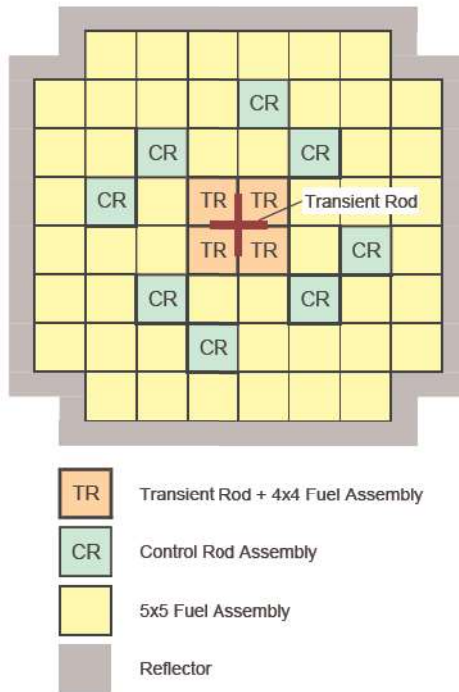 CR
CR CR
CR TR TR Transient Rod
TR TR CR
CR CR
CR
TR Transient Rod + 4x4 Fuel Assembly
CR Control Rod Assembly
5x5 Fuel Assembly
Reflector